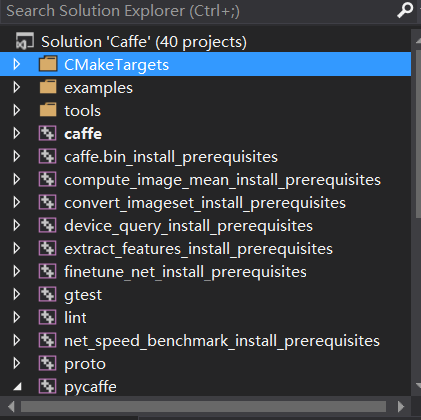 Search Solution Explorer (Ctrl+;)
Solution 'Caffe' (40 projects)
CMakeTargets
examples
tools
caffe
caffe.bin_install_prerequisites
compute_image_mean_install_prerequisites
convert_imageset_install_prerequisites
device_query_install_prerequisites
extract_features_install_prerequisites
finetune_net_install_prerequisites
gtest
lint
net_speed_benchmark_install_prerequisites
proto
pycaffe